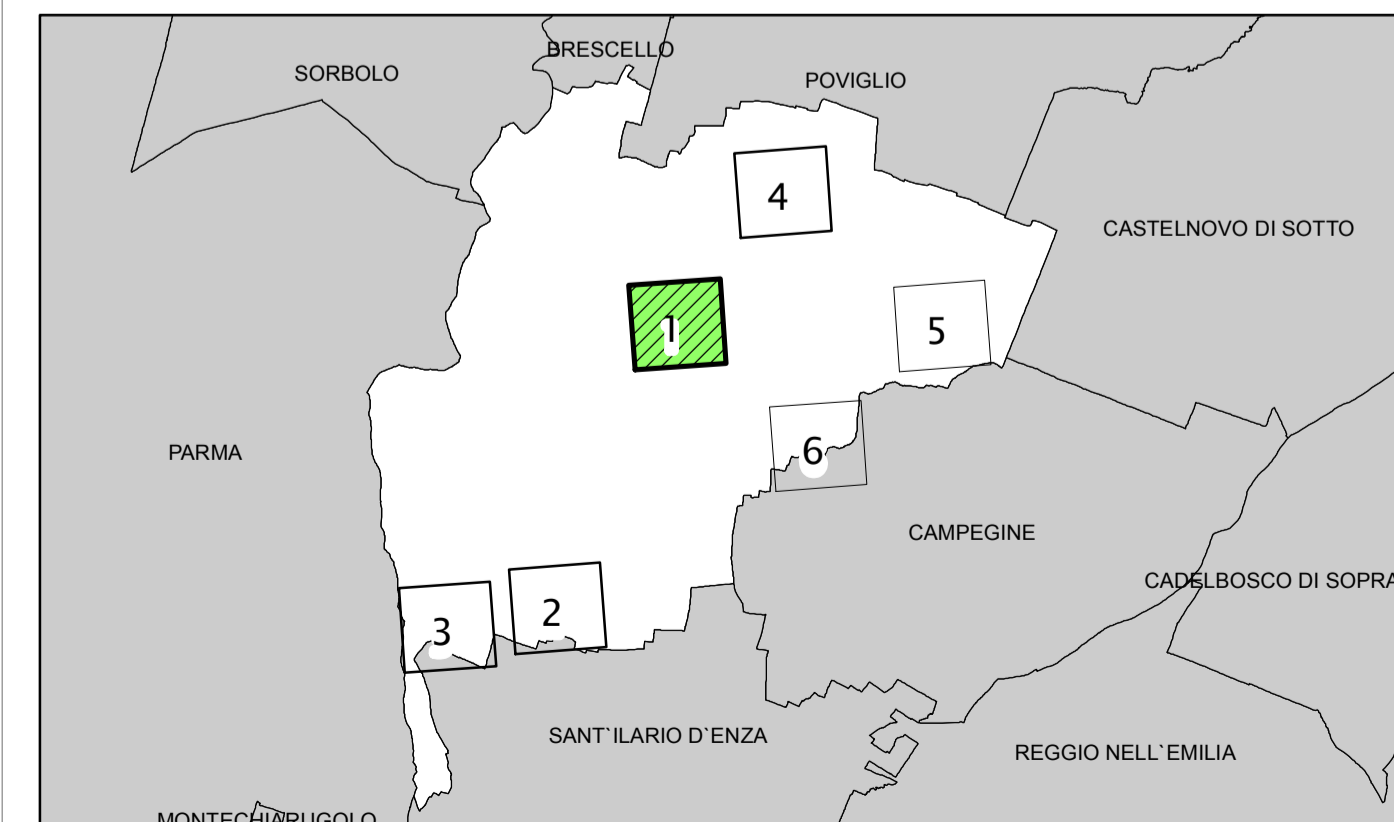 BRESCELLO
SORBOLO
POVIGLIO
4
CASTELNOVO DI SOTTO
1
5
PARMA
6
CAMPEGINE
CADELBOSCO DI SOPRA
2
3
SANT`ILARIO D`ENZA
REGGIO NELL`EMILIA
MONTECHIARUGOLO